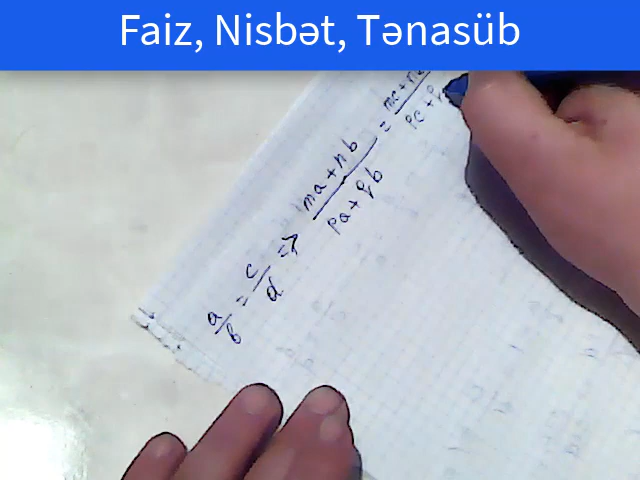 Faiz, Nisbət, Tənasüb
a/b = c/d => ma+nb/pa+qb =